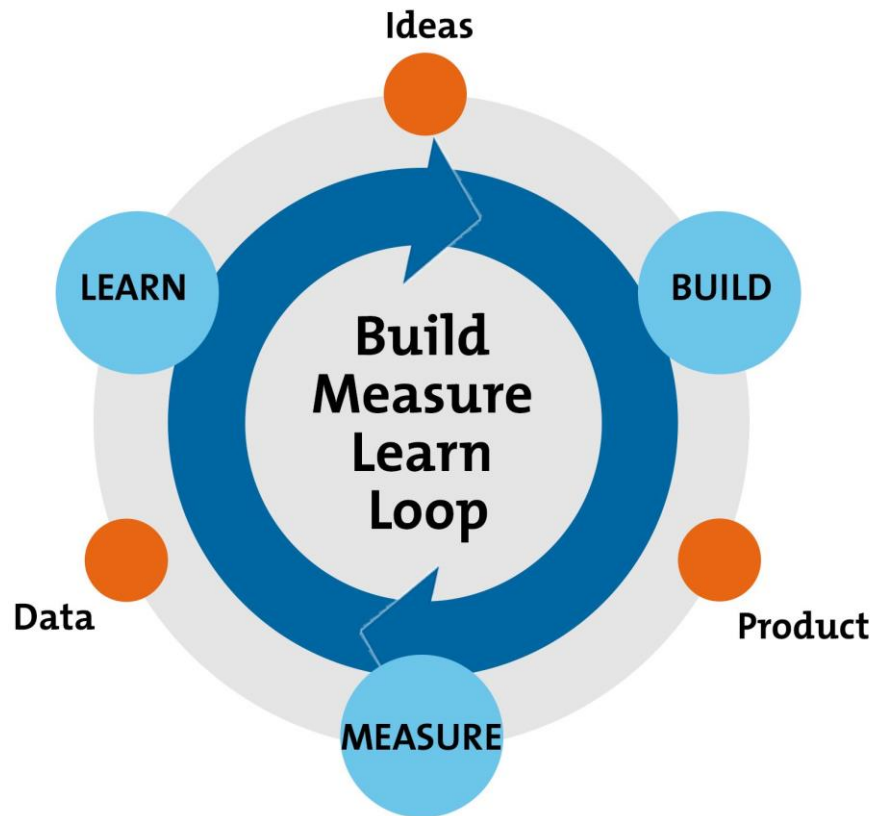 Ideas
LEARN
BUILD
Build
Measure
Learn
Loop
Data
Product
MEASURE